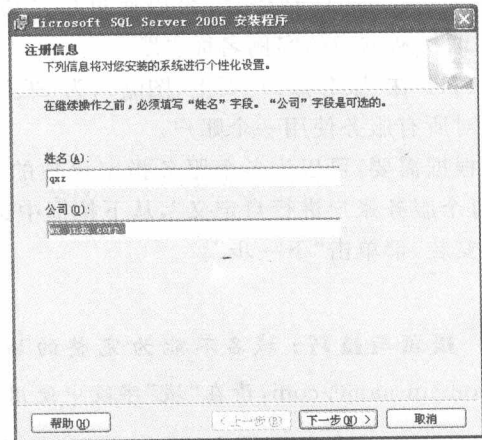 Microsoft SQL Server 2005 安装程序
注册信息
下列信息将对您安装的系统进行个性化设置。
在继续操作之前，必须填写“姓名”字段。“公司”字段是可选的。
姓名(A):
qxz
公司(O)
帮助(H)
<上一步(B)
下一步(N) >
取消